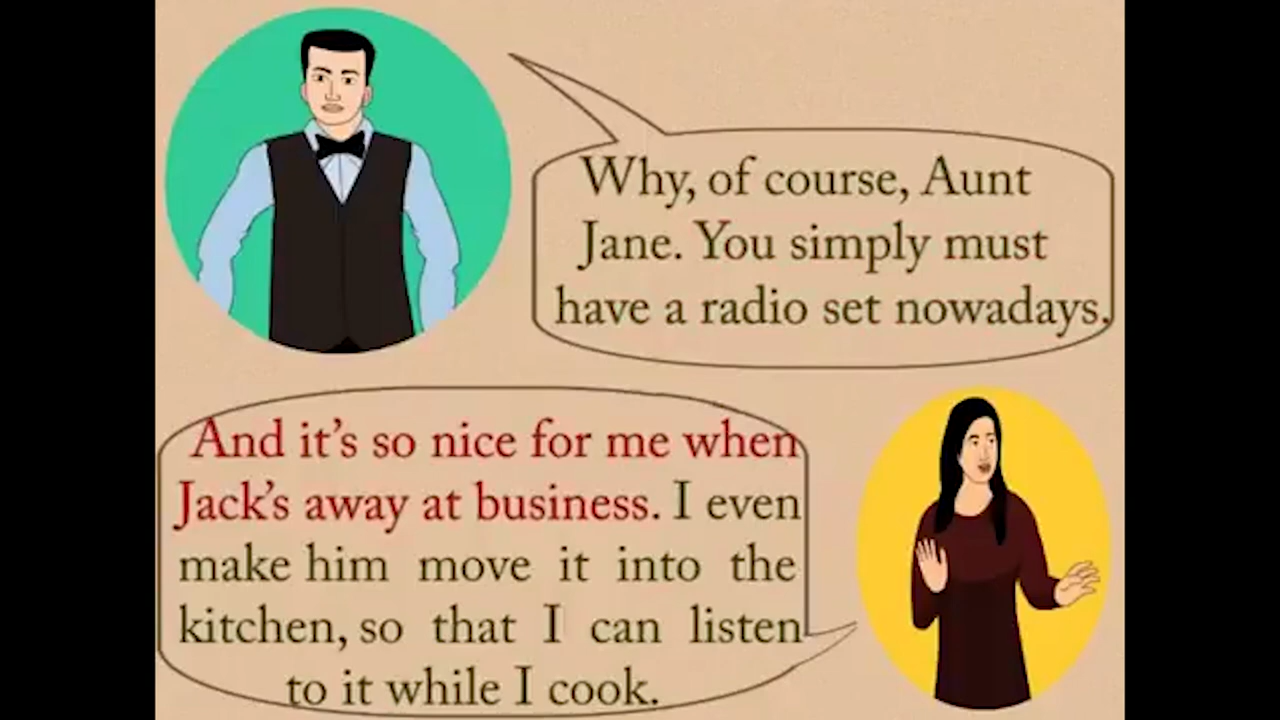 Why, of course, Aunt
Jane. You simply must
have a radio set nowadays.
And it’s so nice for me when
Jack’s away at business. I even
make him move it into the
kitchen, so that I can listen
to it while I cook.